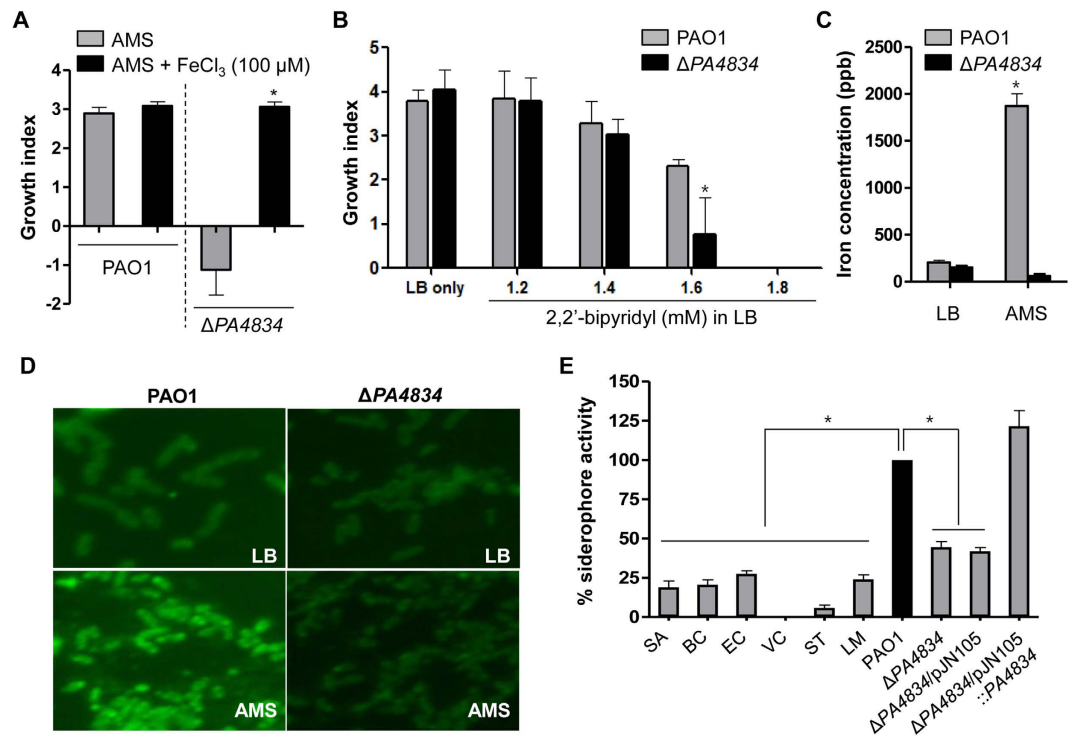 A
AMS
AMS + FeCl₃ (100 µM)
Growth index
4
3
2
1
0
-1
-2
*
PAO1
ΔPA4834
B
PAO1
ΔPA4834
Growth index
5
4
3
2
1
0
*
LB only
1.2
1.4
1.6
1.8
2,2'-bipyridyl (mM) in LB
C
PAO1
ΔPA4834
Iron concentration (ppb)
2500
2000
1500
1000
500
0
*
LB
AMS
D
PAO1
ΔPA4834
LB
LB
AMS
AMS
E
% siderophore activity
150
125
100
75
50
25
0
*
*
SA
BC
EC
VC
ST
LM
PAO1
ΔPA4834
ΔPA4834/pJN105
ΔPA4834/pJN105
::PA4834